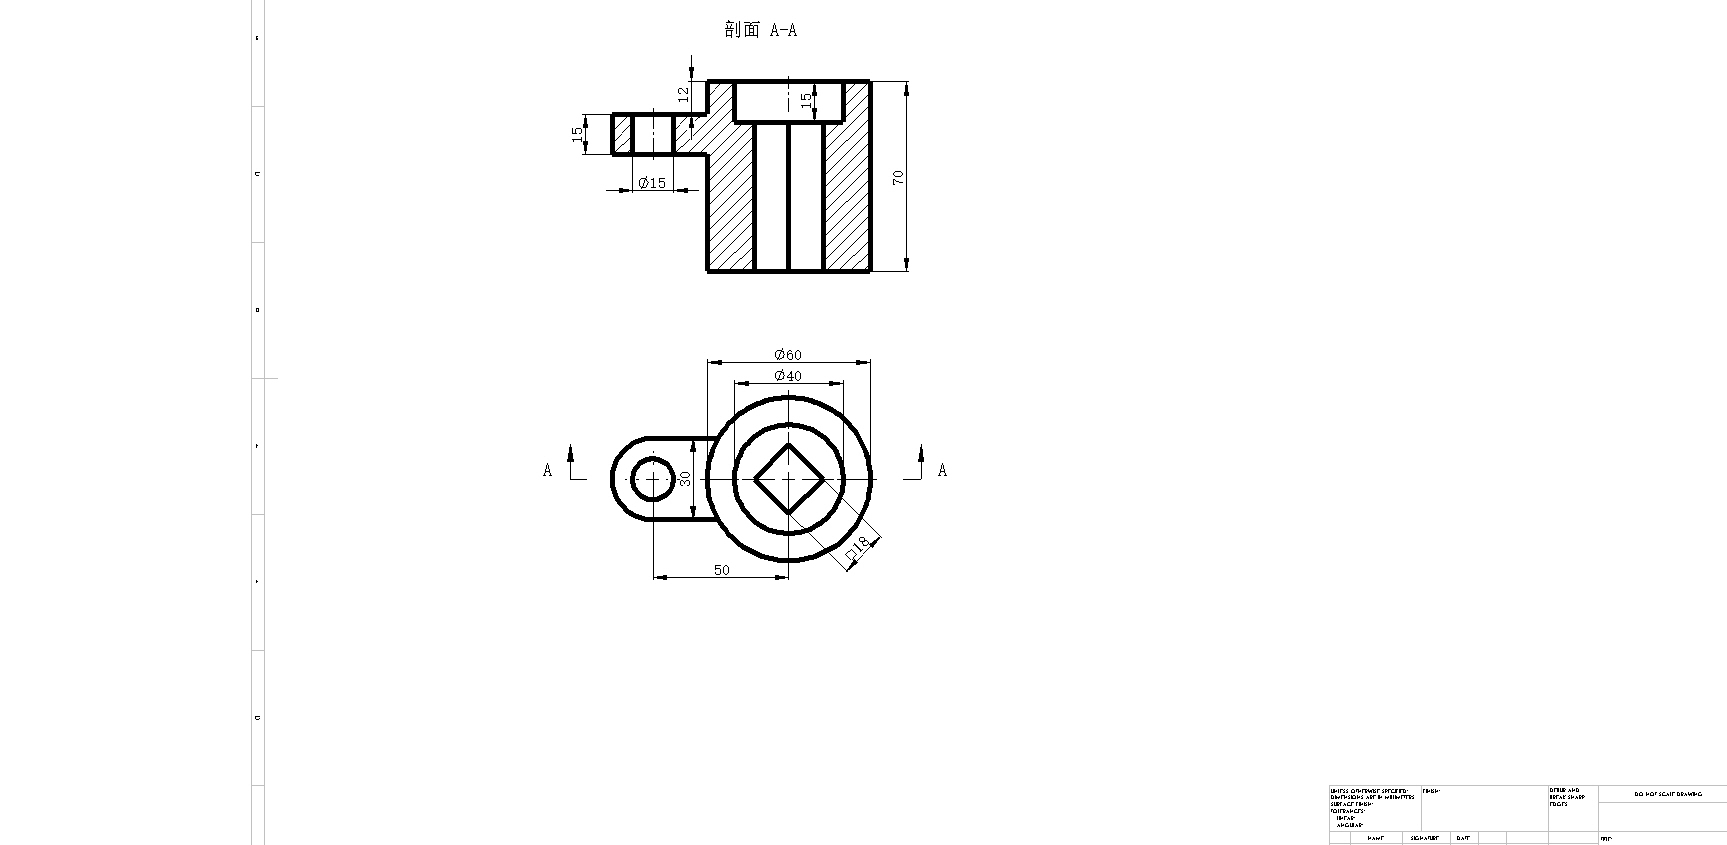 剖面 A-A
12
15
15
Ø15
70
Ø60
Ø40
A
A
30
□18
50
UNLESS OTHERWISE SPECIFIED:
DIMENSIONS ARE IN MILLIMETERS
SURFACE FINISH:
TOLERANCES:
LINEAR:
ANGULAR:
FINISH:
DEBUR AND
BREAK SHARP
EDGES
DO NOT SCALE DRAWING
NAME
SIGNATURE
DATE
TITLE: